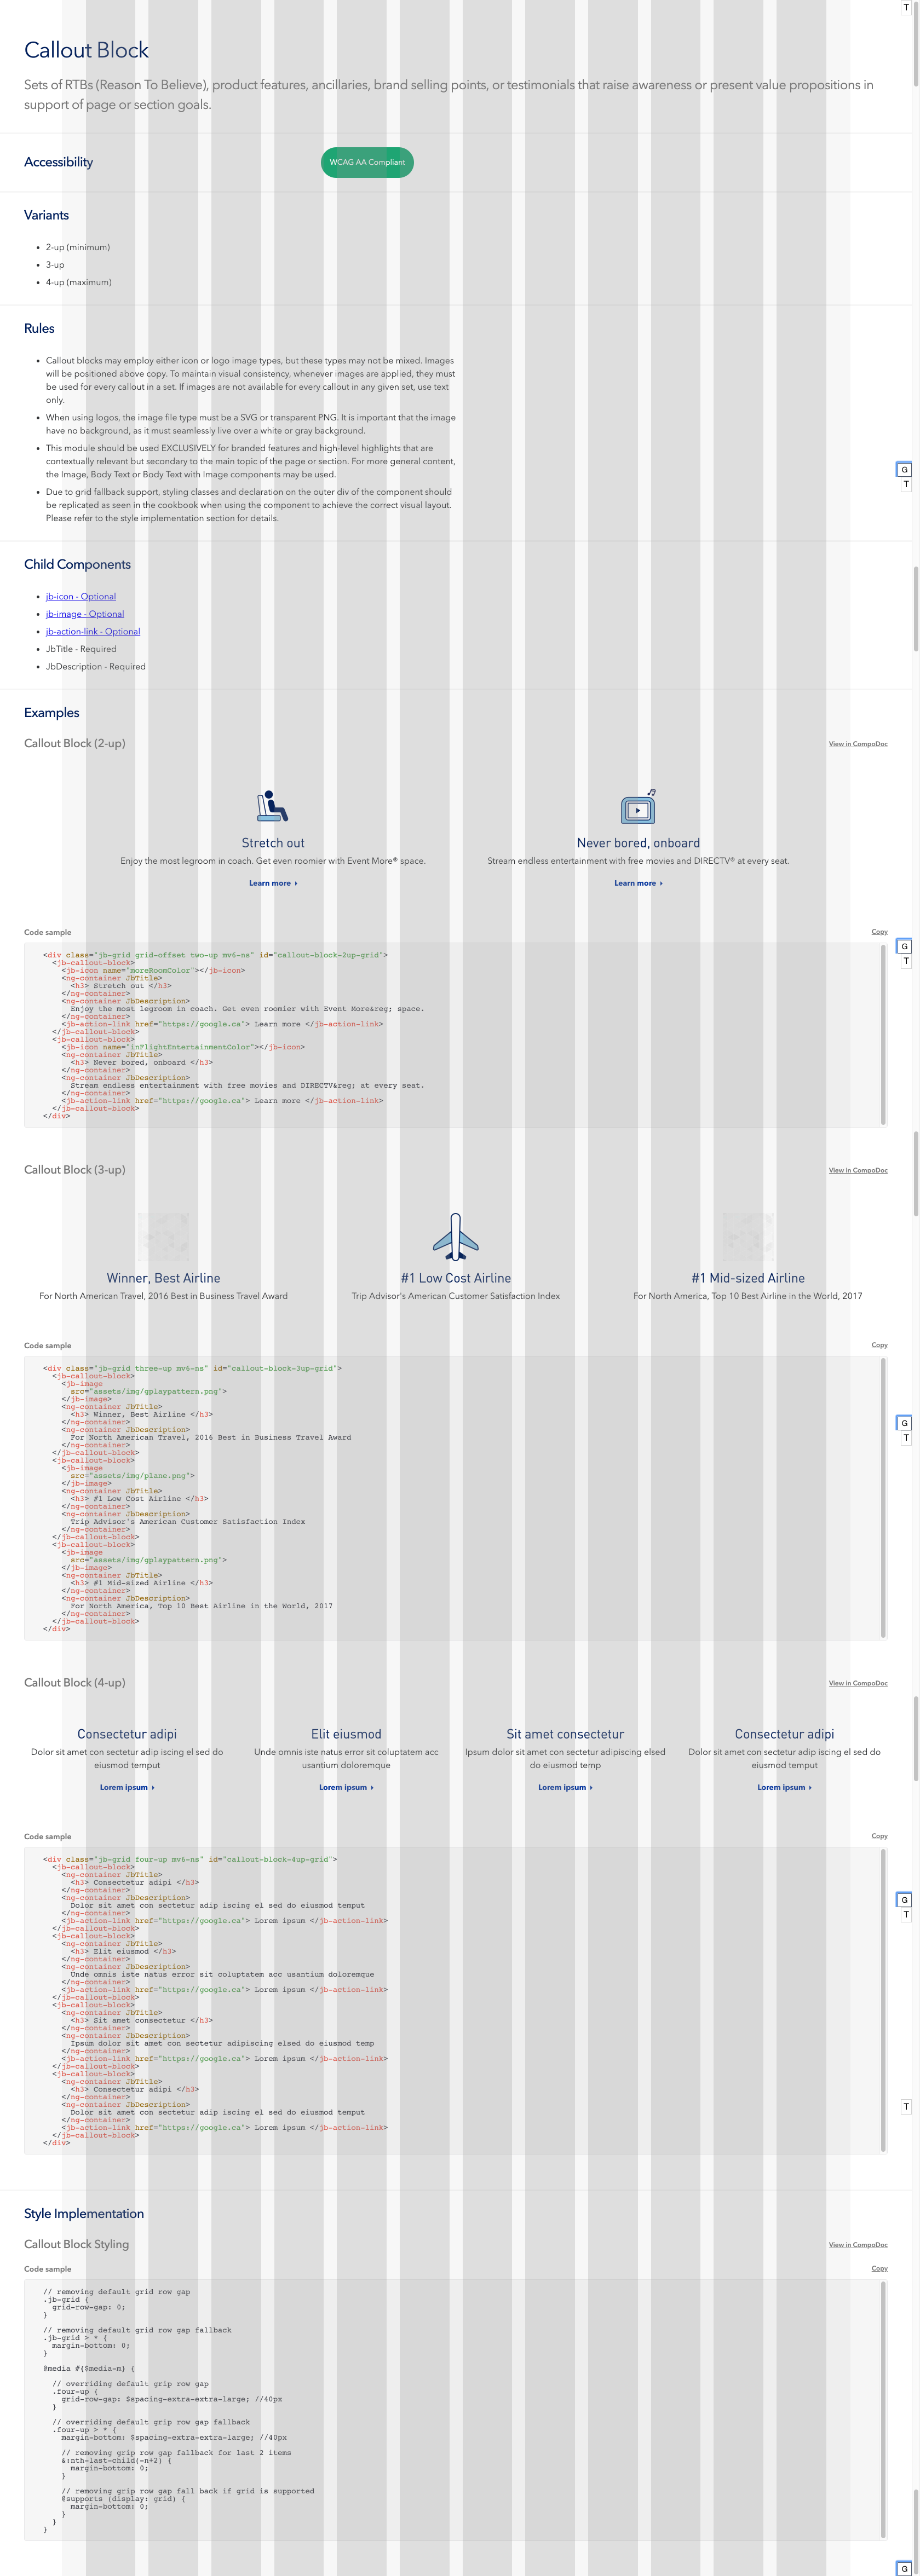 T
Callout Block
Sets of RTBs (Reason To Believe), product features, ancillaries, brand selling points, or testimonials that raise awareness or present value propositions in
support of page or section goals.
Accessibility
WCAG AA Compliant
Variants
• 2-up (minimum)
• 3-up
• 4-up (maximum)
Rules
• Callout blocks may employ either icon or logo image types, but these types may not be mixed. Images
will be positioned above copy. To maintain visual consistency, whenever images are applied, they must
be used for every callout in a set. If images are not available for every callout in any given set, use text
only.
• When using logos, the image file type must be a SVG or transparent PNG. It is important that the image
have no background, as it must seamlessly live over a white or gray background.
• This module should be used EXCLUSIVELY for branded features and high-level highlights that are
contextually relevant but secondary to the main topic of the page or section. For more general content,
the Image, Body Text or Body Text with Image components may be used.
G
T
• Due to grid fallback support, styling classes and declaration on the outer div of the component should
be replicated as seen in the cookbook when using the component to achieve the correct visual layout.
Please refer to the style implementation section for details.
Child Components
• jb-icon - Optional
• jb-image - Optional
• jb-action-link - Optional
• JbTitle - Required
• JbDescription - Required
Examples
Callout Block (2-up)
View in CompoDoc
Stretch out
Enjoy the most legroom in coach. Get even roomier with Event More® space.
Learn more ›
Never bored, onboard
Stream endless entertainment with free movies and DIRECTV® at every seat.
Learn more ›
Code sample
Copy
G
T
<div class="jb-grid grid-offset two-up mv6-ns" id="callout-block-2up-grid">
<jb-callout-block>
<jb-icon name="moreRoomColor"></jb-icon>
<ng-container JbTitle>
<h3> Stretch out </h3>
</ng-container>
<ng-container JbDescription>
Enjoy the most legroom in coach. Get even roomier with Event More&reg; space.
</ng-container>
<jb-action-link href="https://google.ca"> Learn more </jb-action-link>
</jb-callout-block>
<jb-callout-block>
<jb-icon name="inFlightEntertainmentColor"></jb-icon>
<ng-container JbTitle>
<h3> Never bored, onboard </h3>
</ng-container>
<ng-container JbDescription>
Stream endless entertainment with free movies and DIRECTV&reg; at every seat.
</ng-container>
<jb-action-link href="https://google.ca"> Learn more </jb-action-link>
</jb-callout-block>
</div>
Callout Block (3-up)
View in CompoDoc
Winner, Best Airline
For North American Travel, 2016 Best in Business Travel Award
#1 Low Cost Airline
Trip Advisor's American Customer Satisfaction Index
#1 Mid-sized Airline
For North America, Top 10 Best Airline in the World, 2017
Code sample
Copy
<div class="jb-grid three-up mv6-ns" id="callout-block-3up-grid">
<jb-callout-block>
<jb-image
src="assets/img/gplaypattern.png">
</jb-image>
<ng-container JbTitle>
<h3> Winner, Best Airline </h3>
</ng-container>
<ng-container JbDescription>
For North American Travel, 2016 Best in Business Travel Award
</ng-container>
</jb-callout-block>
<jb-callout-block>
<jb-image
src="assets/img/plane.png">
</jb-image>
<ng-container JbTitle>
<h3> #1 Low Cost Airline </h3>
</ng-container>
<ng-container JbDescription>
Trip Advisor's American Customer Satisfaction Index
</ng-container>
</jb-callout-block>
<jb-callout-block>
<jb-image
src="assets/img/gplaypattern.png">
</jb-image>
<ng-container JbTitle>
<h3> #1 Mid-sized Airline </h3>
</ng-container>
<ng-container JbDescription>
For North America, Top 10 Best Airline in the World, 2017
</ng-container>
</jb-callout-block>
</div>
G
T
Callout Block (4-up)
View in CompoDoc
Consectetur adipi
Dolor sit amet con sectetur adip iscing el sed do
eiusmod temput
Lorem ipsum ›
Elit eiusmod
Unde omnis iste natus error sit coluptatem acc
usantium doloremque
Lorem ipsum ›
Sit amet consectetur
Ipsum dolor sit amet con sectetur adipiscing elsed
do eiusmod temp
Lorem ipsum ›
Consectetur adipi
Dolor sit amet con sectetur adip iscing el sed do
eiusmod temput
Lorem ipsum ›
Code sample
Copy
<div class="jb-grid four-up mv6-ns" id="callout-block-4up-grid">
<jb-callout-block>
<ng-container JbTitle>
<h3> Consectetur adipi </h3>
</ng-container>
<ng-container JbDescription>
Dolor sit amet con sectetur adip iscing el sed do eiusmod temput
</ng-container>
<jb-action-link href="https://google.ca"> Lorem ipsum </jb-action-link>
</jb-callout-block>
<jb-callout-block>
<ng-container JbTitle>
<h3> Elit eiusmod </h3>
</ng-container>
<ng-container JbDescription>
Unde omnis iste natus error sit coluptatem acc usantium doloremque
</ng-container>
<jb-action-link href="https://google.ca"> Lorem ipsum </jb-action-link>
</jb-callout-block>
<jb-callout-block>
<ng-container JbTitle>
<h3> Sit amet consectetur </h3>
</ng-container>
<ng-container JbDescription>
Ipsum dolor sit amet con sectetur adipiscing elsed do eiusmod temp
</ng-container>
<jb-action-link href="https://google.ca"> Lorem ipsum </jb-action-link>
</jb-callout-block>
<jb-callout-block>
<ng-container JbTitle>
<h3> Consectetur adipi </h3>
</ng-container>
<ng-container JbDescription>
Dolor sit amet con sectetur adip iscing el sed do eiusmod temput
</ng-container>
<jb-action-link href="https://google.ca"> Lorem ipsum </jb-action-link>
</jb-callout-block>
</div>
G
T
T
Style Implementation
Callout Block Styling
View in CompoDoc
Code sample
Copy
// removing default grid row gap
.jb-grid {
grid-row-gap: 0;
}
// removing default grid row gap fallback
.jb-grid > * {
margin-bottom: 0;
}
@media #{$media-m} {
// overriding default grip row gap
.four-up {
grid-row-gap: $spacing-extra-extra-large; //40px
}
// overriding default grip row gap fallback
.four-up > * {
margin-bottom: $spacing-extra-extra-large; //40px
// removing grip row gap fallback for last 2 items
&:nth-last-child(-n+2) {
margin-bottom: 0;
}
// removing grip row gap fall back if grid is supported
@supports (display: grid) {
margin-bottom: 0;
}
}
}
G